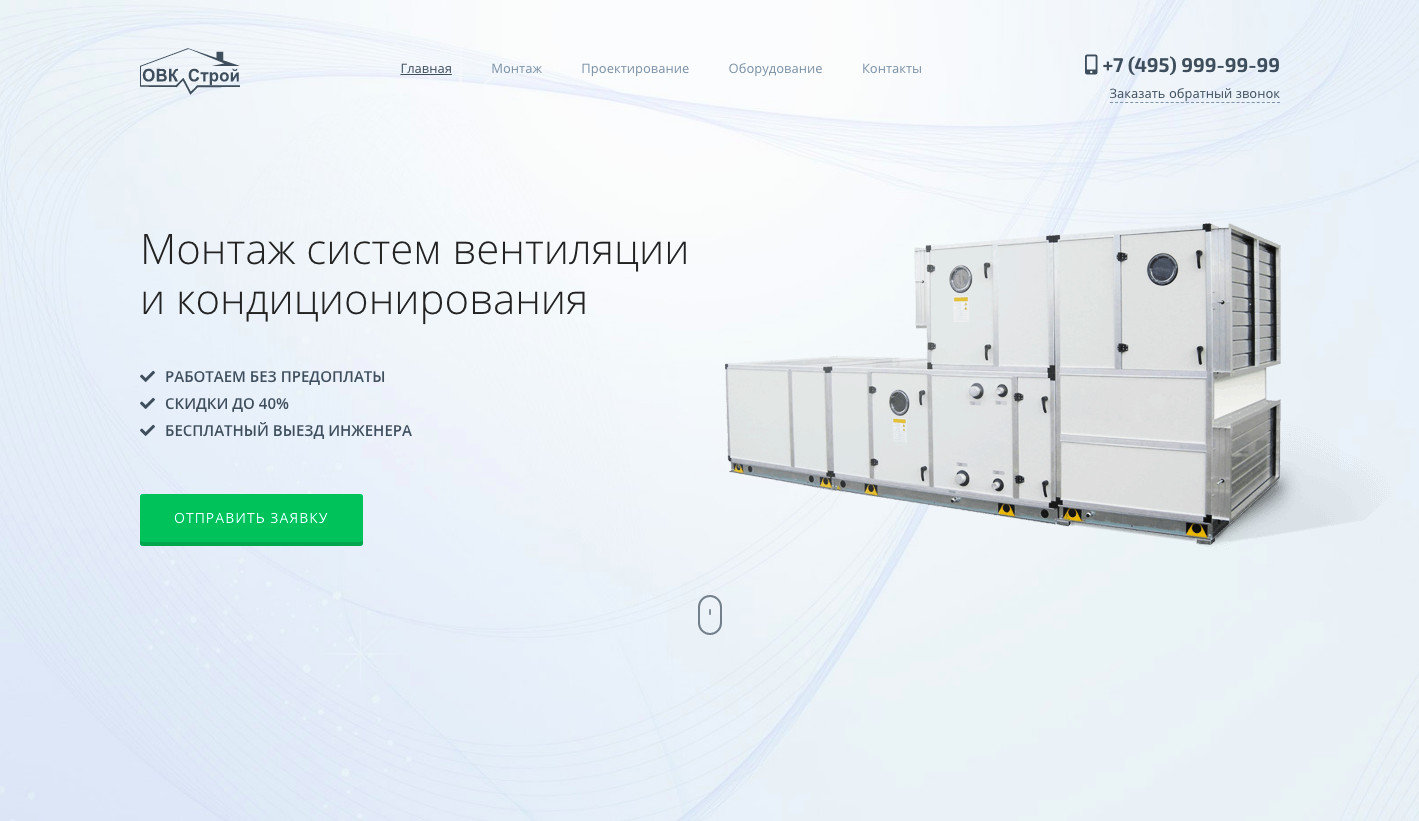 ОВК Строй
Главная
Монтаж
Проектирование
Оборудование
Контакты
+7 (495) 999-99-99
Заказать обратный звонок
Монтаж систем вентиляции
и кондиционирования
РАБОТАЕМ БЕЗ ПРЕДОПЛАТЫ
СКИДКИ ДО 40%
БЕСПЛАТНЫЙ ВЫЕЗД ИНЖЕНЕРА
ОТПРАВИТЬ ЗАЯВКУ